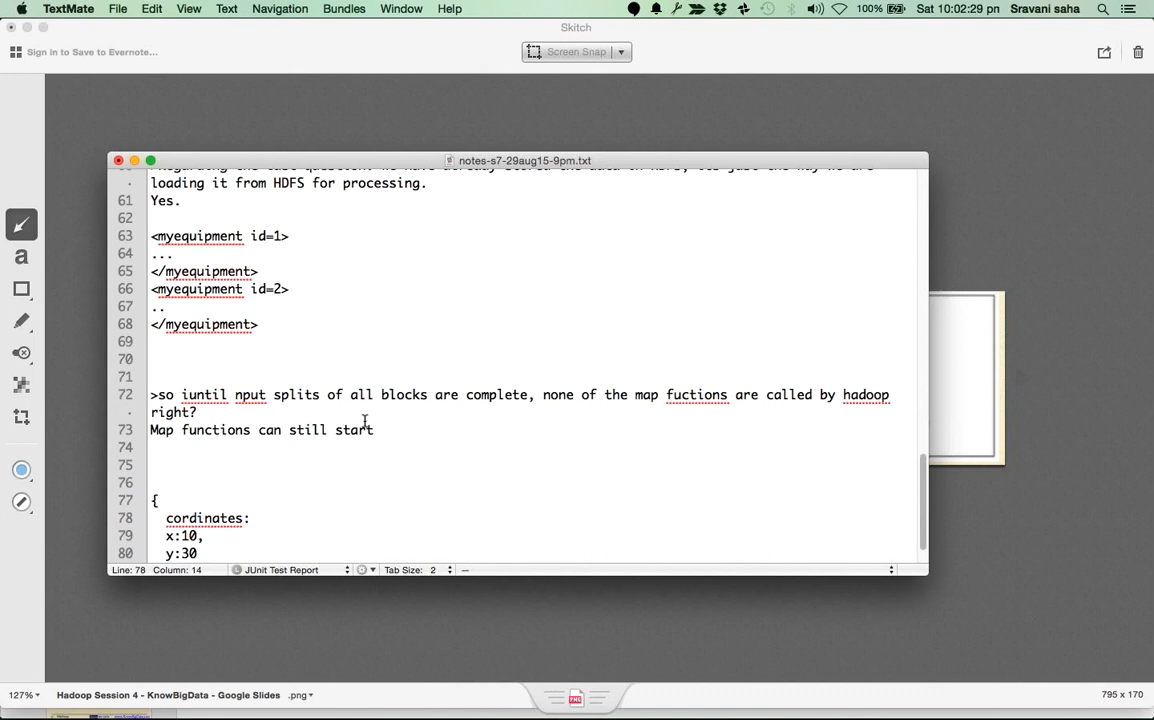 TextMate File Edit View Text Navigation Bundles Window Help 100% Sat 10:02:29 pm Sravani saha
Skitch
Sign in to Save to Evernote...
Screen Snap
notes-s7-29aug15-9pm.txt
loading it from HDFS for processing.
61 Yes.
62
63 <myequipment id=1>
64 ...
65 </myequipment>
66 <myequipment id=2>
67 ..
68 </myequipment>
69
70
71
72 >so iuntil nput splits of all blocks are complete, none of the map fuctions are called by hadoop
right?
73 Map functions can still start
74
75
76
77 {
78 cordinates:
79 x:10,
80 y:30
Line: 78 Column: 14 JUnit Test Report Tab Size: 2 —
a
127% Hadoop Session 4 - KnowBigData - Google Slides .png PNG 795 x 170